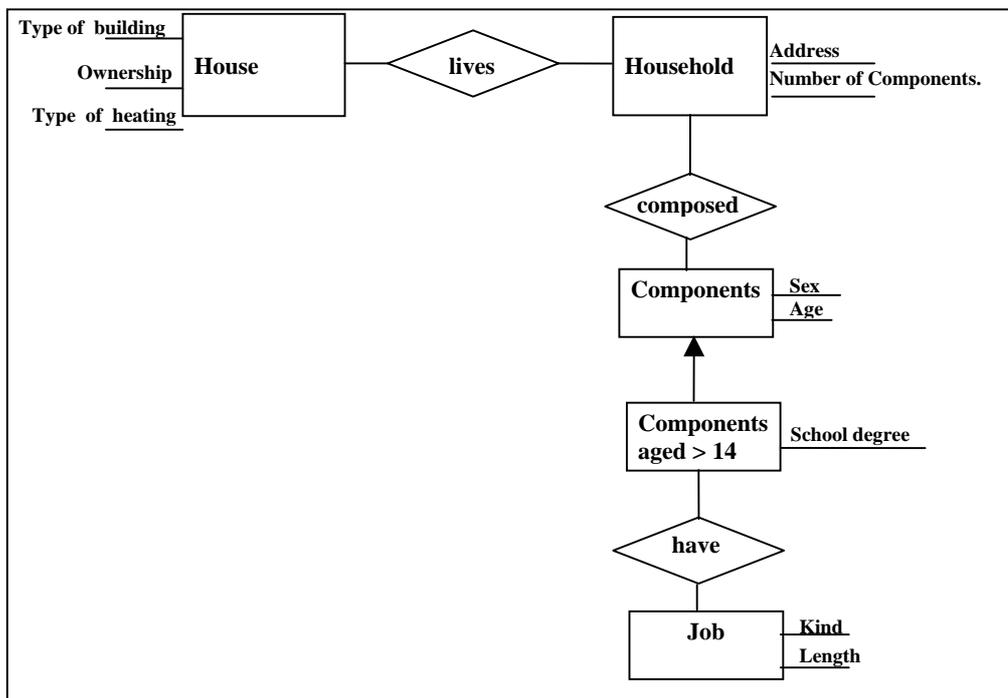 Type of building
Ownership
Type of heating
House
lives
Household
Address
Number of Components.
composed
Components
Sex
Age
Components
aged > 14
School degree
have
Job
Kind
Length